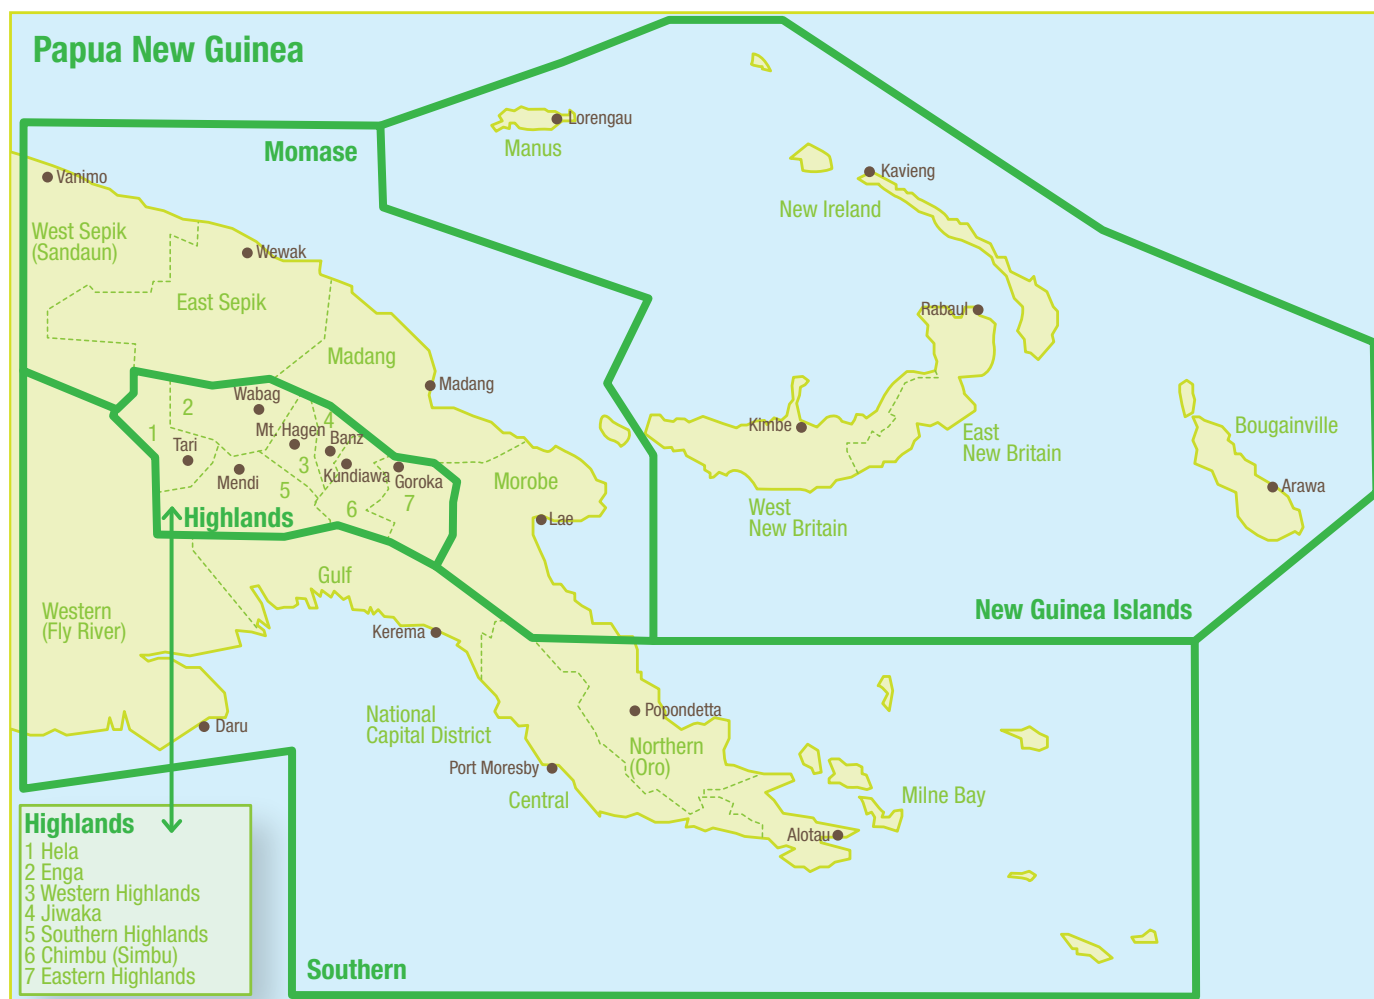 Papua New Guinea
Momase
Lorengau
Manus
Vanimo
Kavieng
New Ireland
West Sepik
(Sandaun)
Wewak
East Sepik
Rabaul
Madang
Madang
Wabag
2
Mt. Hagen
4
Banz
1
Tari
Mendi
3
Kundiawa
Goroka
5
6
7
Highlands
Morobe
Lae
Kimbe
East
New Britain
West
New Britain
Bougainville
Arawa
New Guinea Islands
Gulf
Western
(Fly River)
Kerema
Daru
National
Capital District
Popondetta
Northern
(Oro)
Port Moresby
Central
Milne Bay
Alotau
Southern
Highlands
1 Hela
2 Enga
3 Western Highlands
4 Jiwaka
5 Southern Highlands
6 Chimbu (Simbu)
7 Eastern Highlands